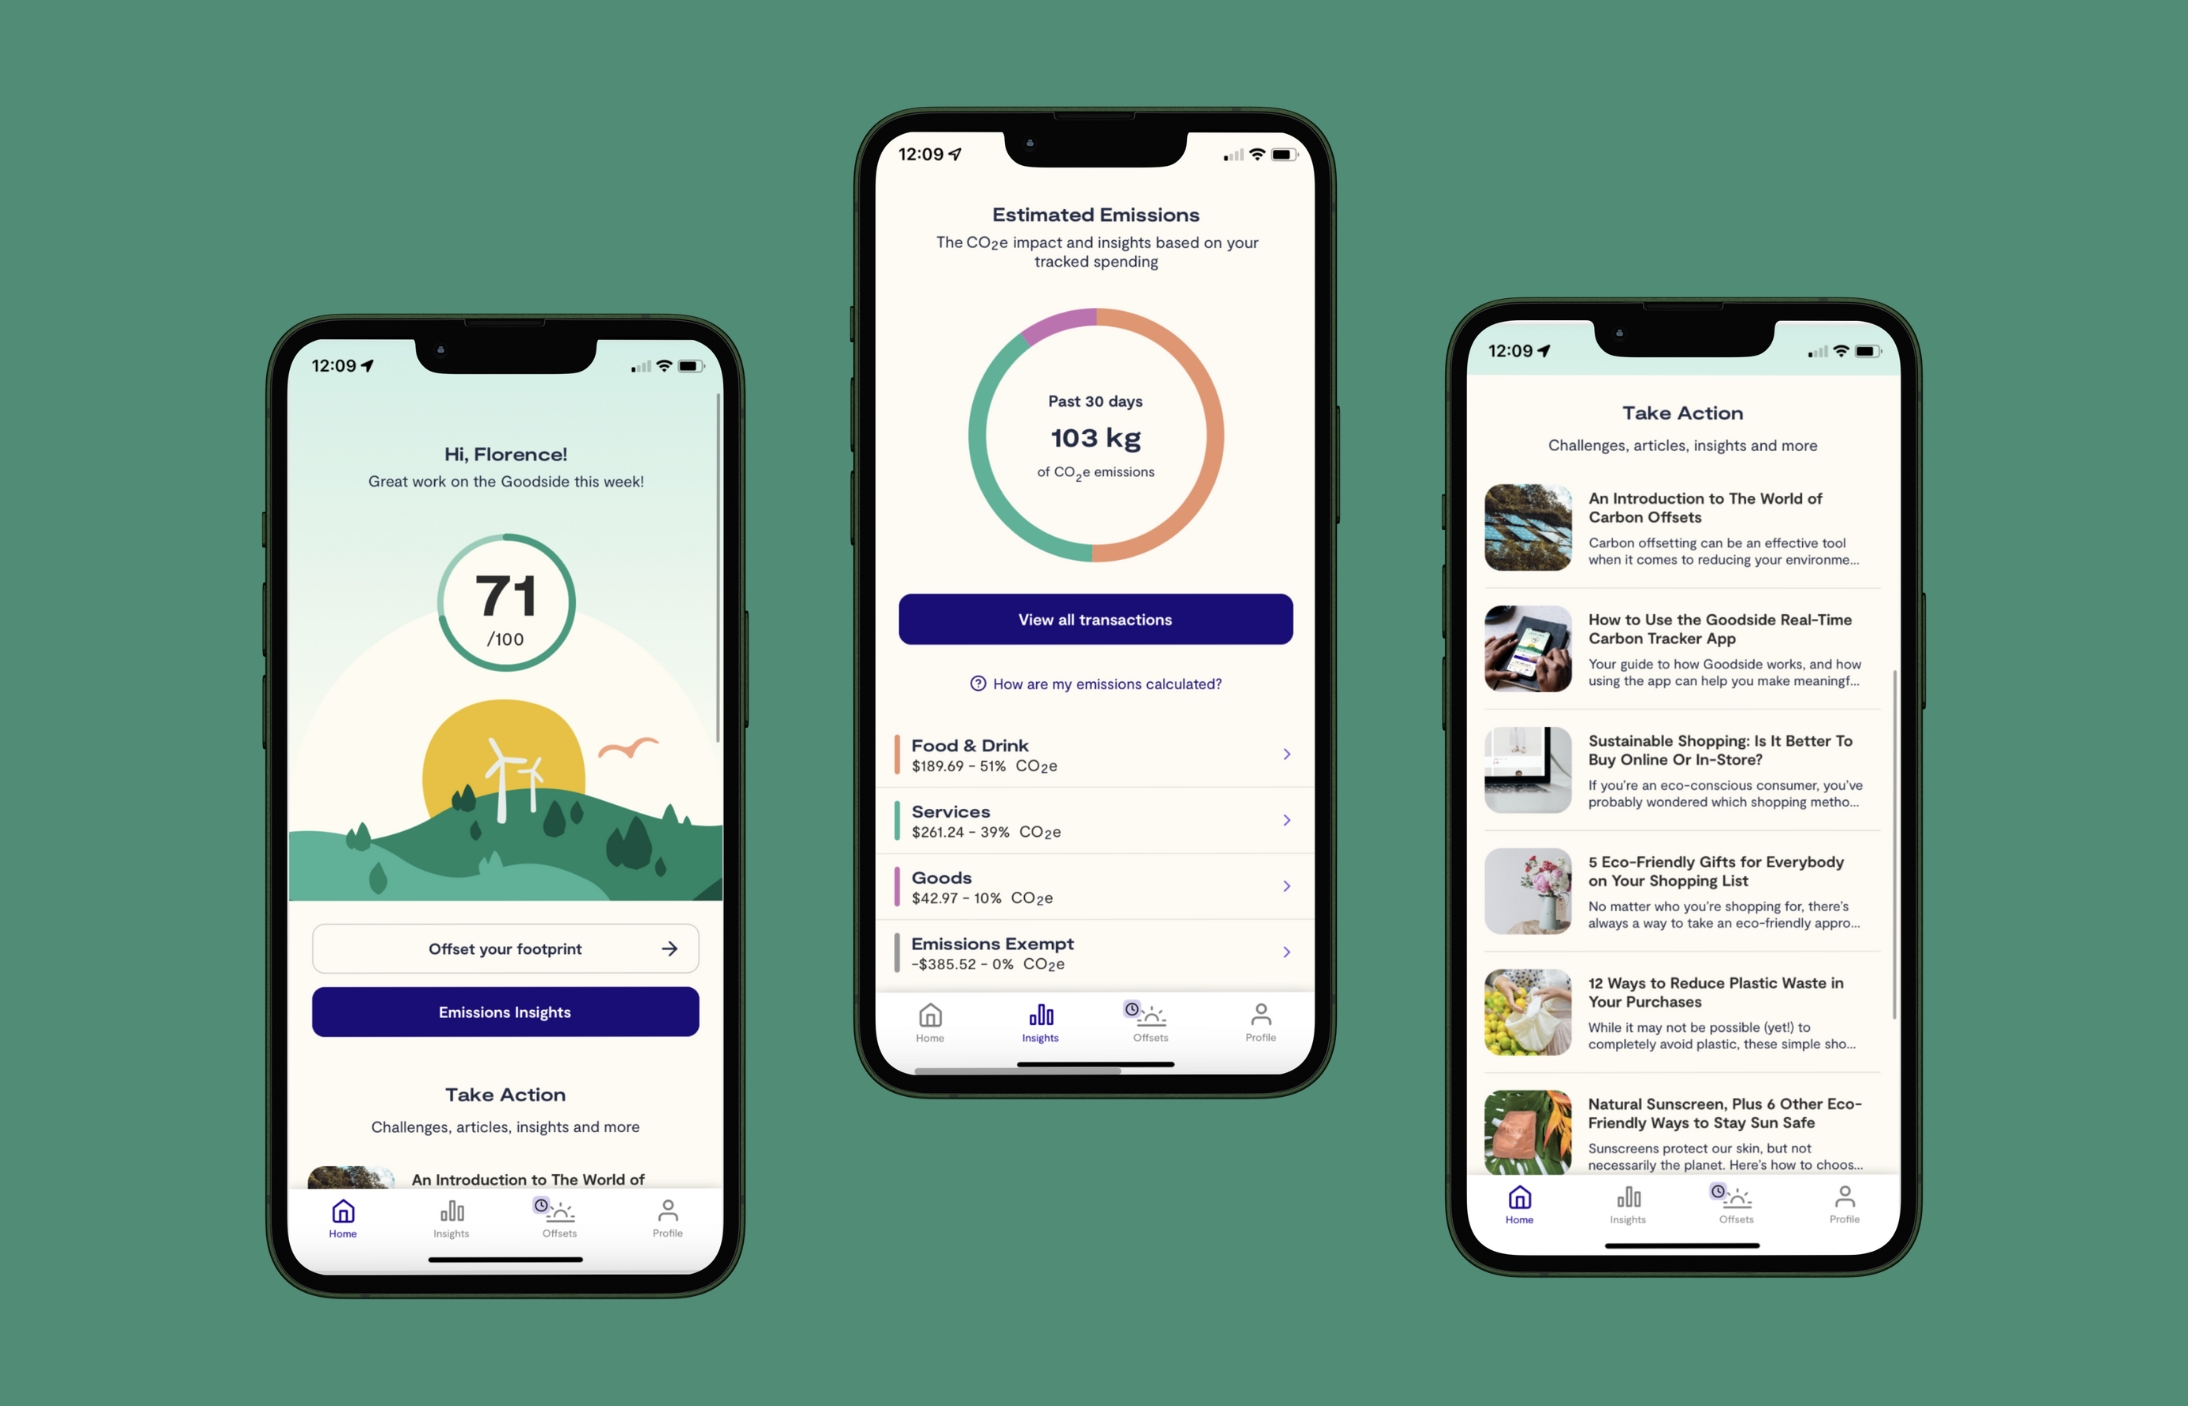 12:09
Hi, Florence!
Great work on the Goodside this week!
71
/100
Offset your footprint
Emissions Insights
Take Action
Challenges, articles, insights and more
An Introduction to The World of
Home
Insights
Offsets
Profile
12:09
Estimated Emissions
The CO2e impact and insights based on your
tracked spending
Past 30 days
103 kg
of CO2e emissions
View all transactions
How are my emissions calculated?
Food & Drink
$189.69 - 51% CO2e
Services
$261.24 - 39% CO2e
Goods
$42.97 - 10% CO2e
Emissions Exempt
-$385.52 - 0% CO2e
Home
Insights
Offsets
Profile
12:09
Take Action
Challenges, articles, insights and more
An Introduction to The World of
Carbon Offsets
Carbon offsetting can be an effective tool
when it comes to reducing your environme...
How to Use the Goodside Real-Time
Carbon Tracker App
Your guide to how Goodside works, and how
using the app can help you make meaningf...
Sustainable Shopping: Is It Better To
Buy Online Or In-Store?
If you're an eco-conscious consumer, you've
probably wondered which shopping metho...
5 Eco-Friendly Gifts for Everybody
on Your Shopping List
No matter who you're shopping for, there's
always a way to take an eco-friendly appro...
12 Ways to Reduce Plastic Waste in
Your Purchases
While it may not be possible (yet!) to
completely avoid plastic, these simple sho...
Natural Sunscreen, Plus 6 Other Eco-
Friendly Ways to Stay Sun Safe
Sunscreens protect our skin, but not
necessarily the planet. Here's how to choos...
Home
Insights
Offsets
Profile